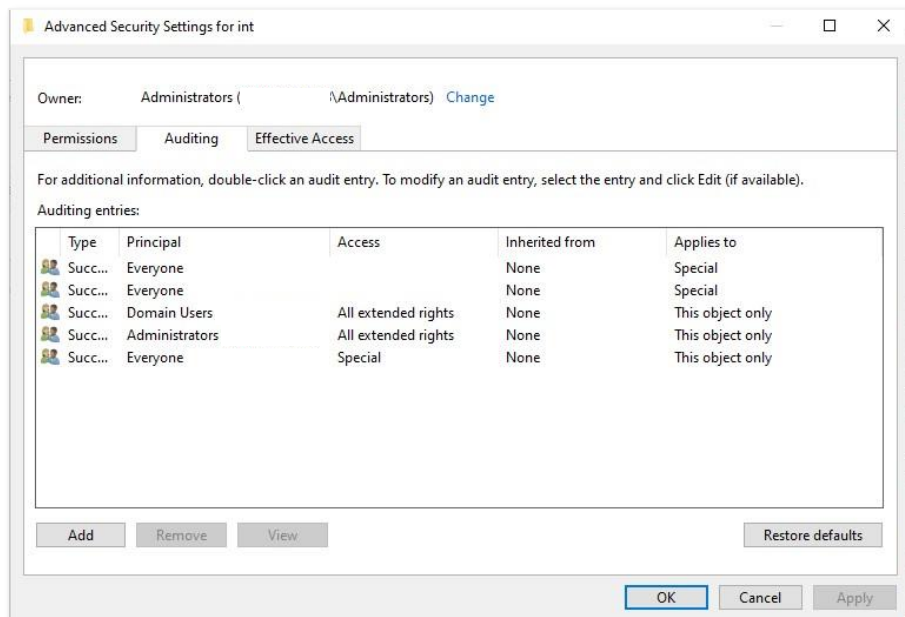 Advanced Security Settings for int
Owner: Administrators ( \Administrators) Change
Permissions Auditing Effective Access
For additional information, double-click an audit entry. To modify an audit entry, select the entry and click Edit (if available).
Auditing entries:
Type Principal Access Inherited from Applies to
Succ... Everyone None Special
Succ... Everyone None Special
Succ... Domain Users All extended rights None This object only
Succ... Administrators All extended rights None This object only
Succ... Everyone Special None This object only
Add Remove View Restore defaults
OK Cancel Apply